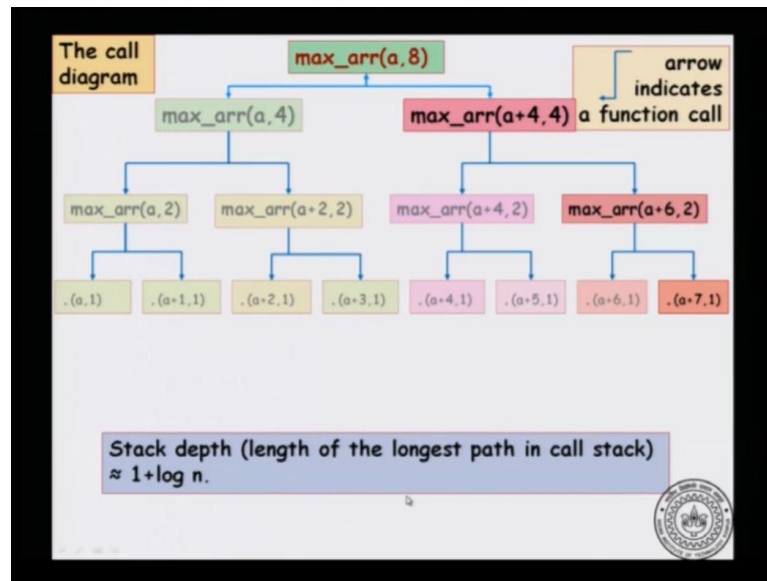 The call
diagram
max_arr(a,8)
arrow
indicates
a function call
max_arr(a,4)
max_arr(a+4,4)
max_arr(a,2)
max_arr(a+2,2)
max_arr(a+4,2)
max_arr(a+6,2)
.(a,1)
.(a+1,1)
.(a+2,1)
.(a+3,1)
.(a+4,1)
.(a+5,1)
.(a+6,1)
.(a+7,1)
Stack depth (length of the longest path in call stack)
≈ 1+log n.